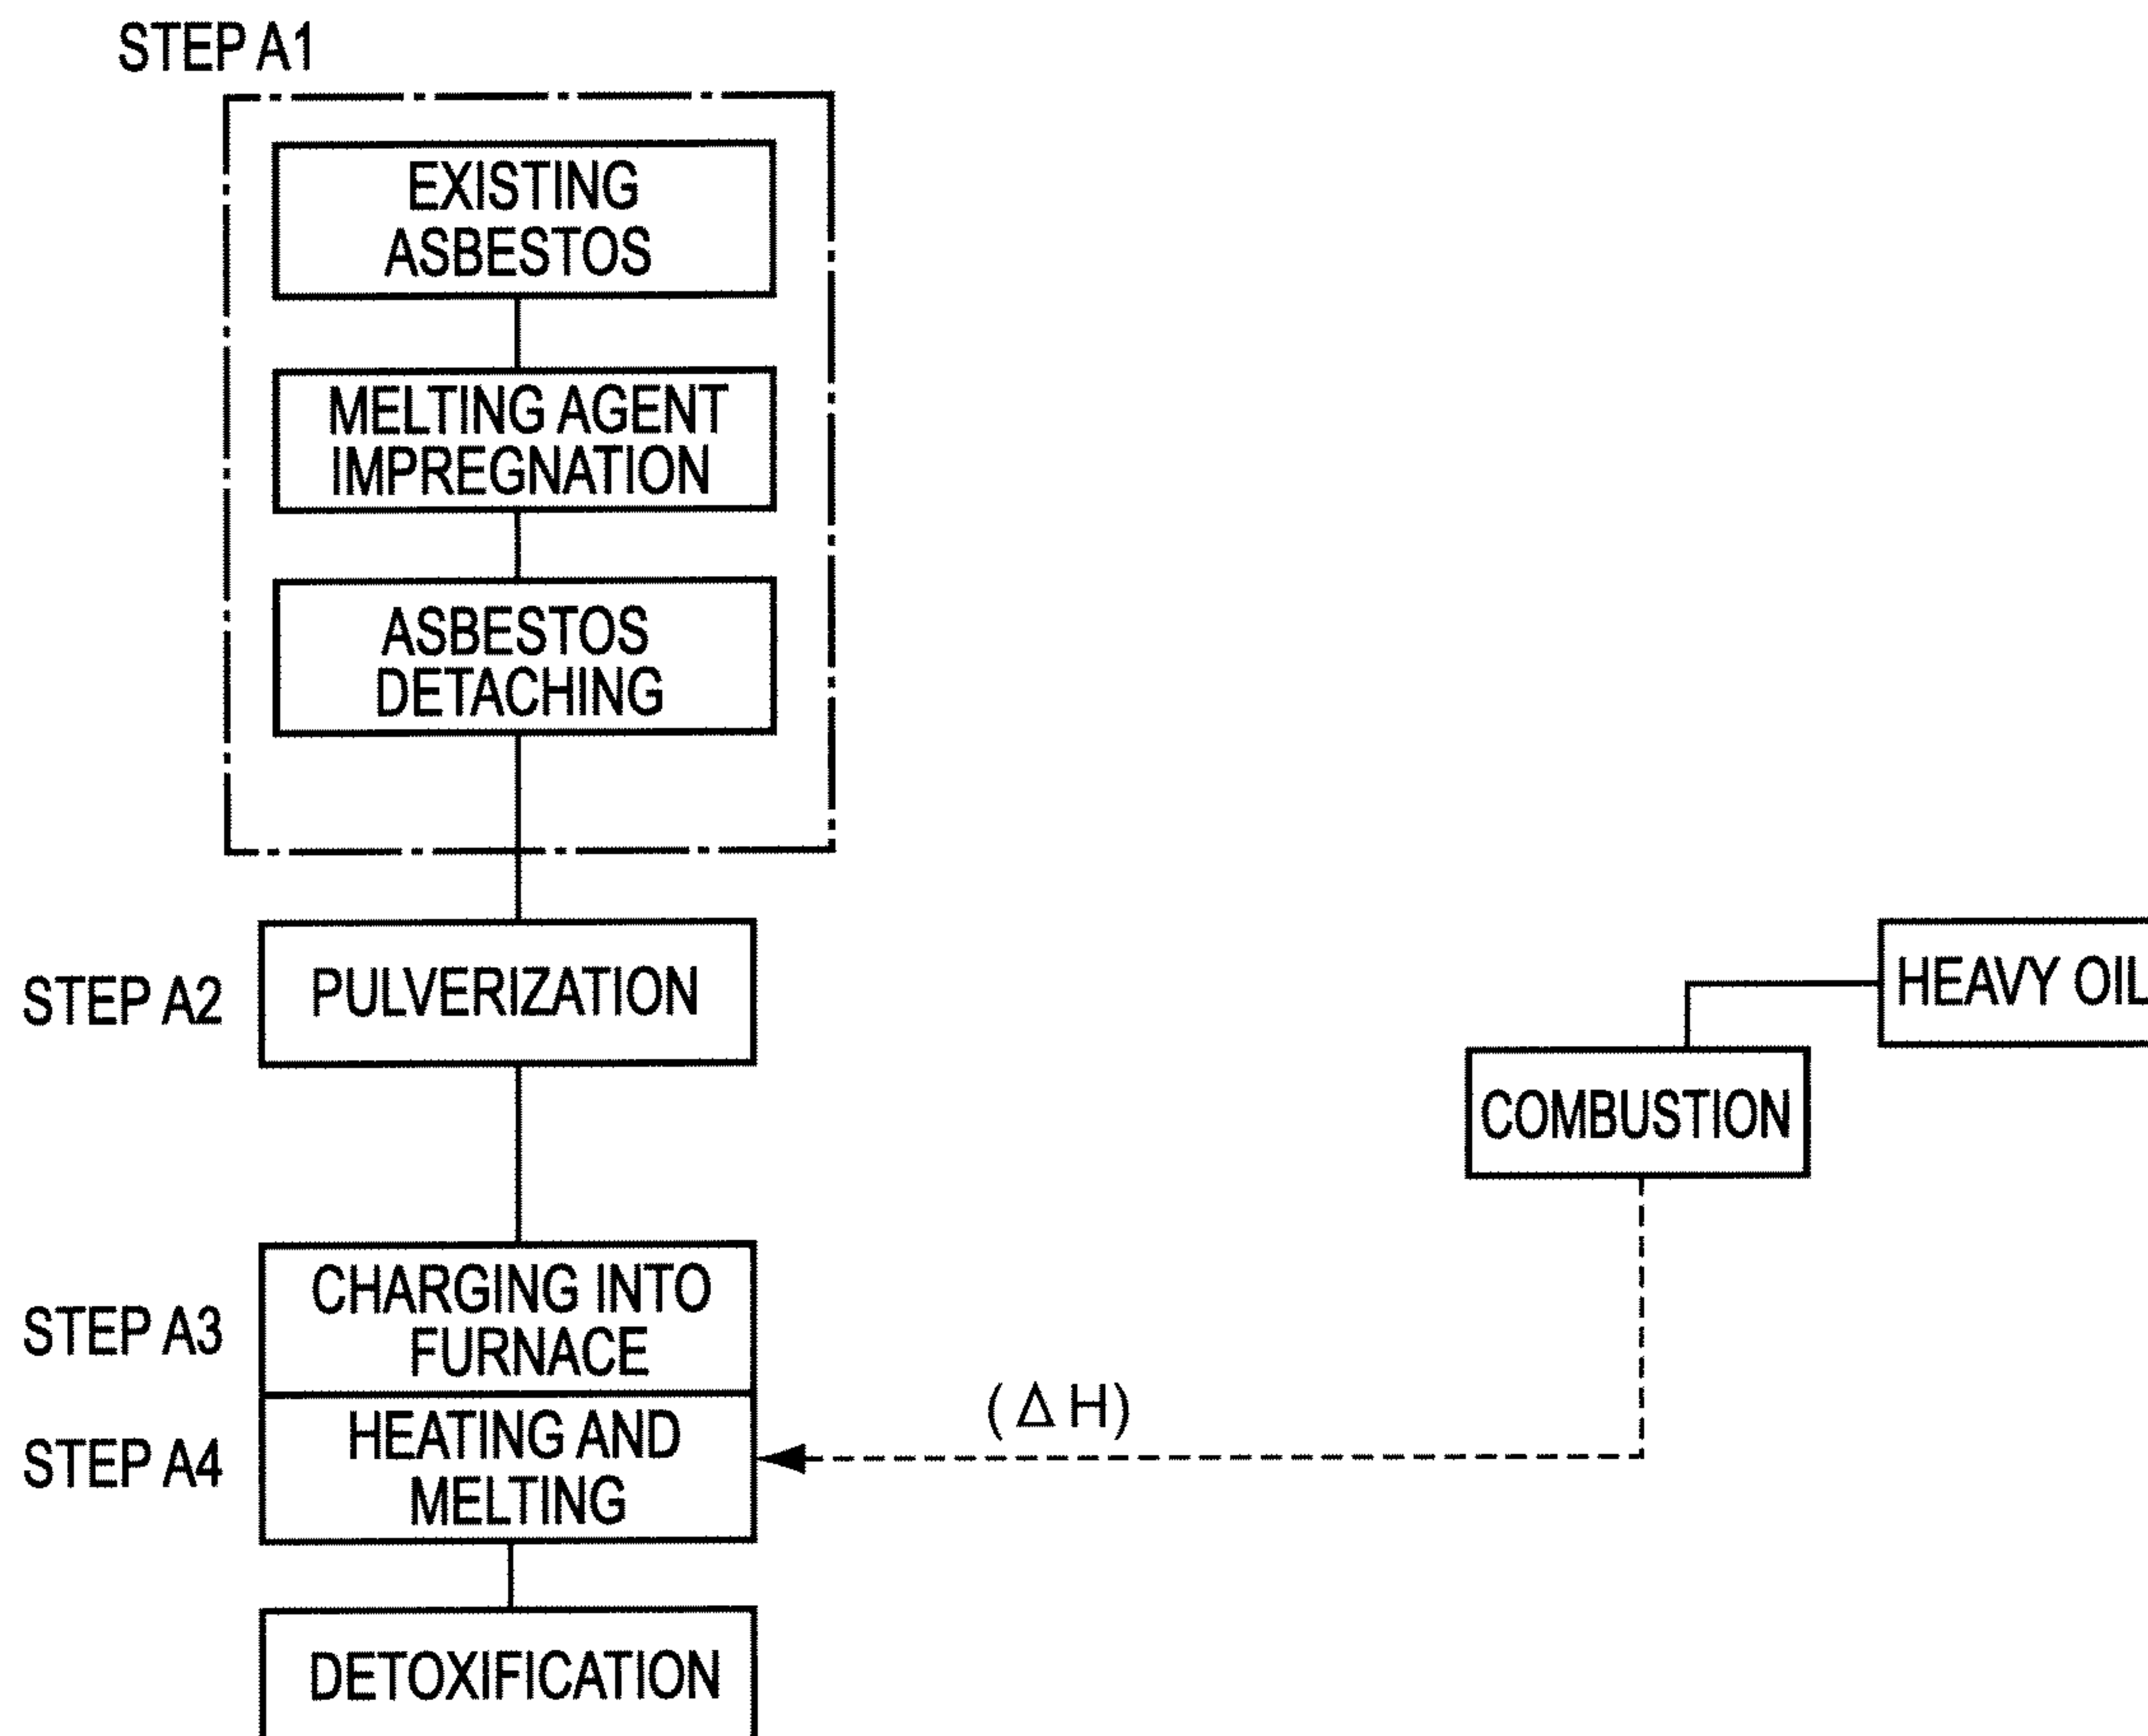 STEP A1
EXISTING
ASBESTOS
MELTING AGENT
IMPREGNATION
ASBESTOS
DETACHING
STEP A2
PULVERIZATION
HEAVY OIL
COMBUSTION
STEP A3
CHARGING INTO
FURNACE
STEP A4
HEATING AND
MELTING
(ΔH)
DETOXIFICATION